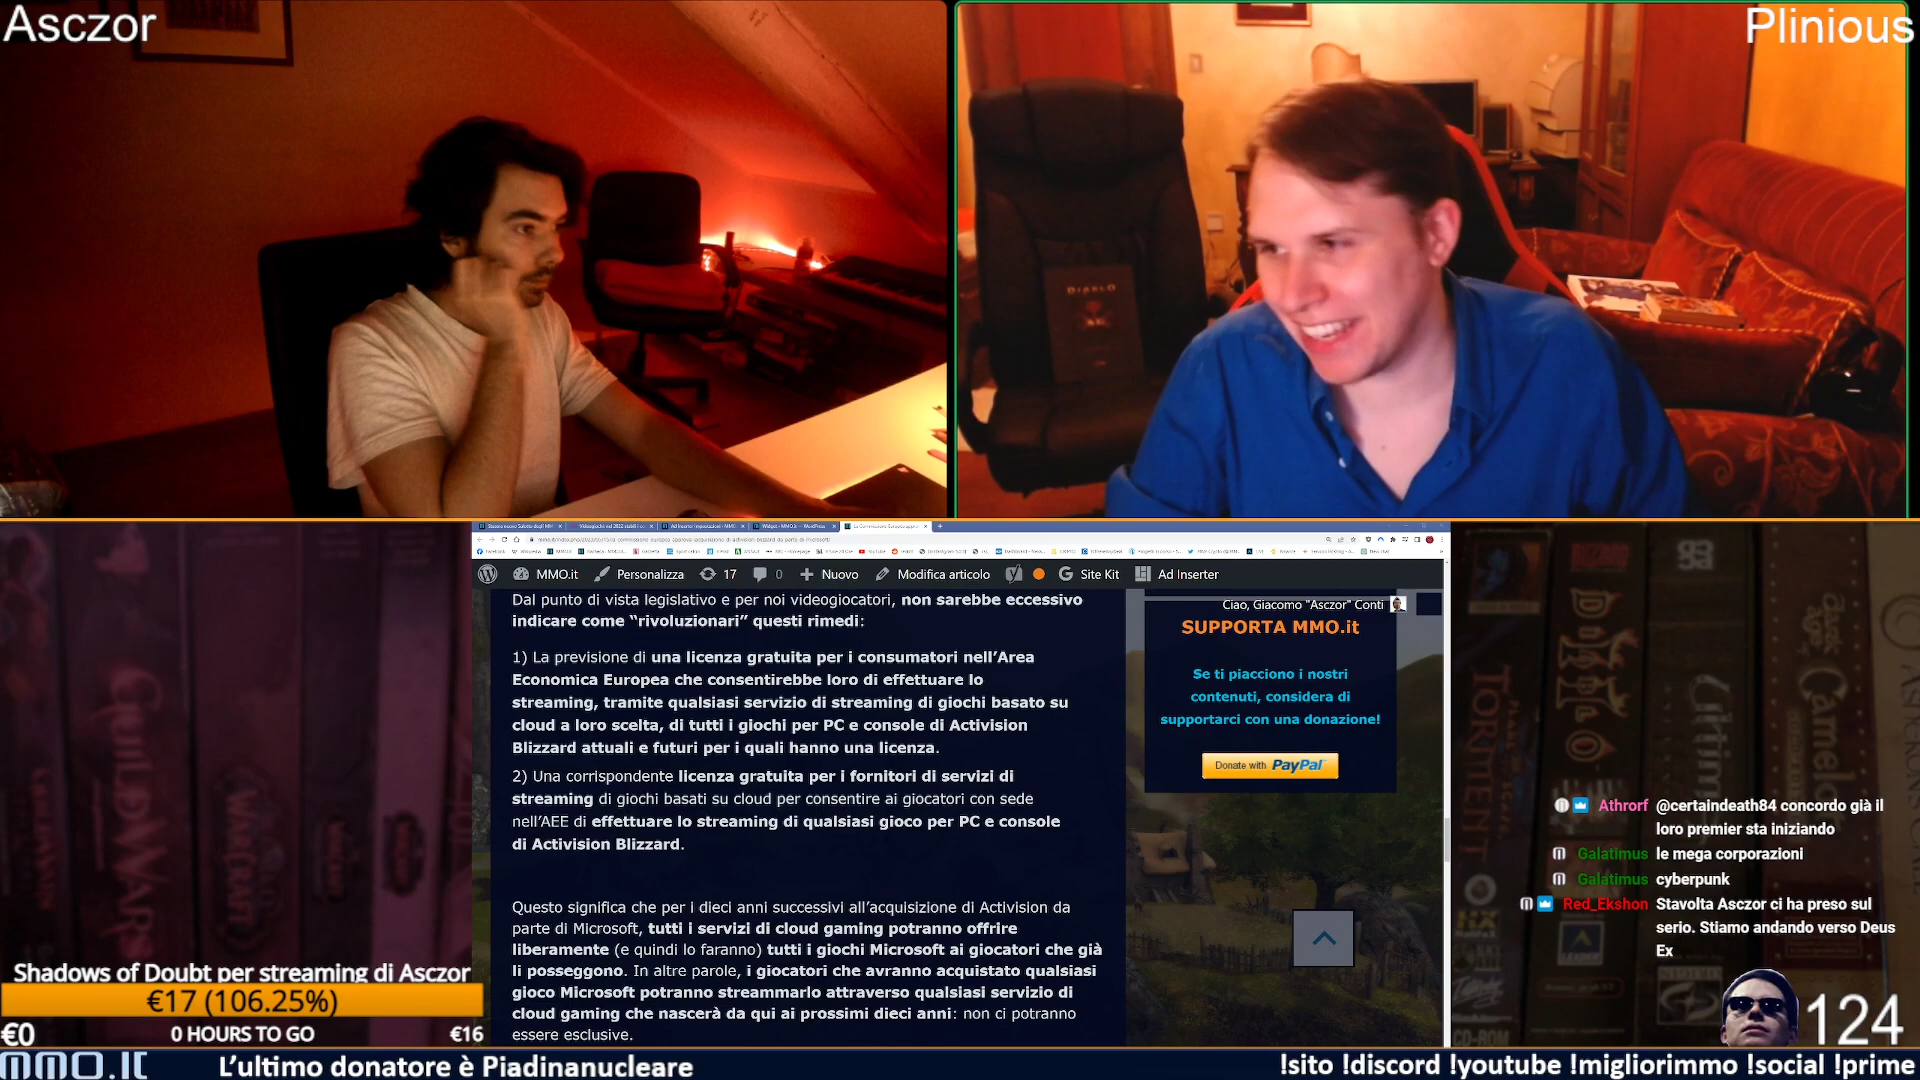 Asczor
Plinious
DIABLO
MMO.it
Personalizza
17
0
Nuovo
Modifica articolo
Site Kit
Ad Inserter
Ciao, Giacomo "Asczor" Conti
Dal punto di vista legislativo e per noi videogiocatori, non sarebbe eccessivo
indicare come “rivoluzionari” questi rimedi:
1) La previsione di una licenza gratuita per i consumatori nell’Area
Economica Europea che consentirebbe loro di effettuare lo
streaming, tramite qualsiasi servizio di streaming di giochi basato su
cloud a loro scelta, di tutti i giochi per PC e console di Activision
Blizzard attuali e futuri per i quali hanno una licenza.
2) Una corrispondente licenza gratuita per i fornitori di servizi di
streaming di giochi basati su cloud per consentire ai giocatori con sede
nell’AEE di effettuare lo streaming di qualsiasi gioco per PC e console
di Activision Blizzard.
Questo significa che per i dieci anni successivi all’acquisizione di Activision da
parte di Microsoft, tutti i servizi di cloud gaming potranno offrire
liberamente (e quindi lo faranno) tutti i giochi Microsoft ai giocatori che già
li posseggono. In altre parole, i giocatori che avranno acquistato qualsiasi
gioco Microsoft potranno streammarlo attraverso qualsiasi servizio di
cloud gaming che nascerà da qui ai prossimi dieci anni: non ci potranno
essere esclusive.
SUPPORTA MMO.it
Se ti piacciono i nostri
contenuti, considera di
supportarci con una donazione!
Donate with PayPal
GUILDWARS
WARCRAFT
TORMENT
DIABLO
Ultima
Camelot
CD-ROM
Athrorf @certaindeath84 concordo già il
loro premier sta iniziando
Galatimus le mega corporazioni
Galatimus cyberpunk
Red_Ekshon Stavolta Asczor ci ha preso sul
serio. Stiamo andando verso Deus
Ex
124
Shadows of Doubt per streaming di Asczor
€17 (106.25%)
€0
0 HOURS TO GO
€16
MMO.IT
L’ultimo donatore è Piadinanucleare
!sito !discord !youtube !migliorimmo !social !prime